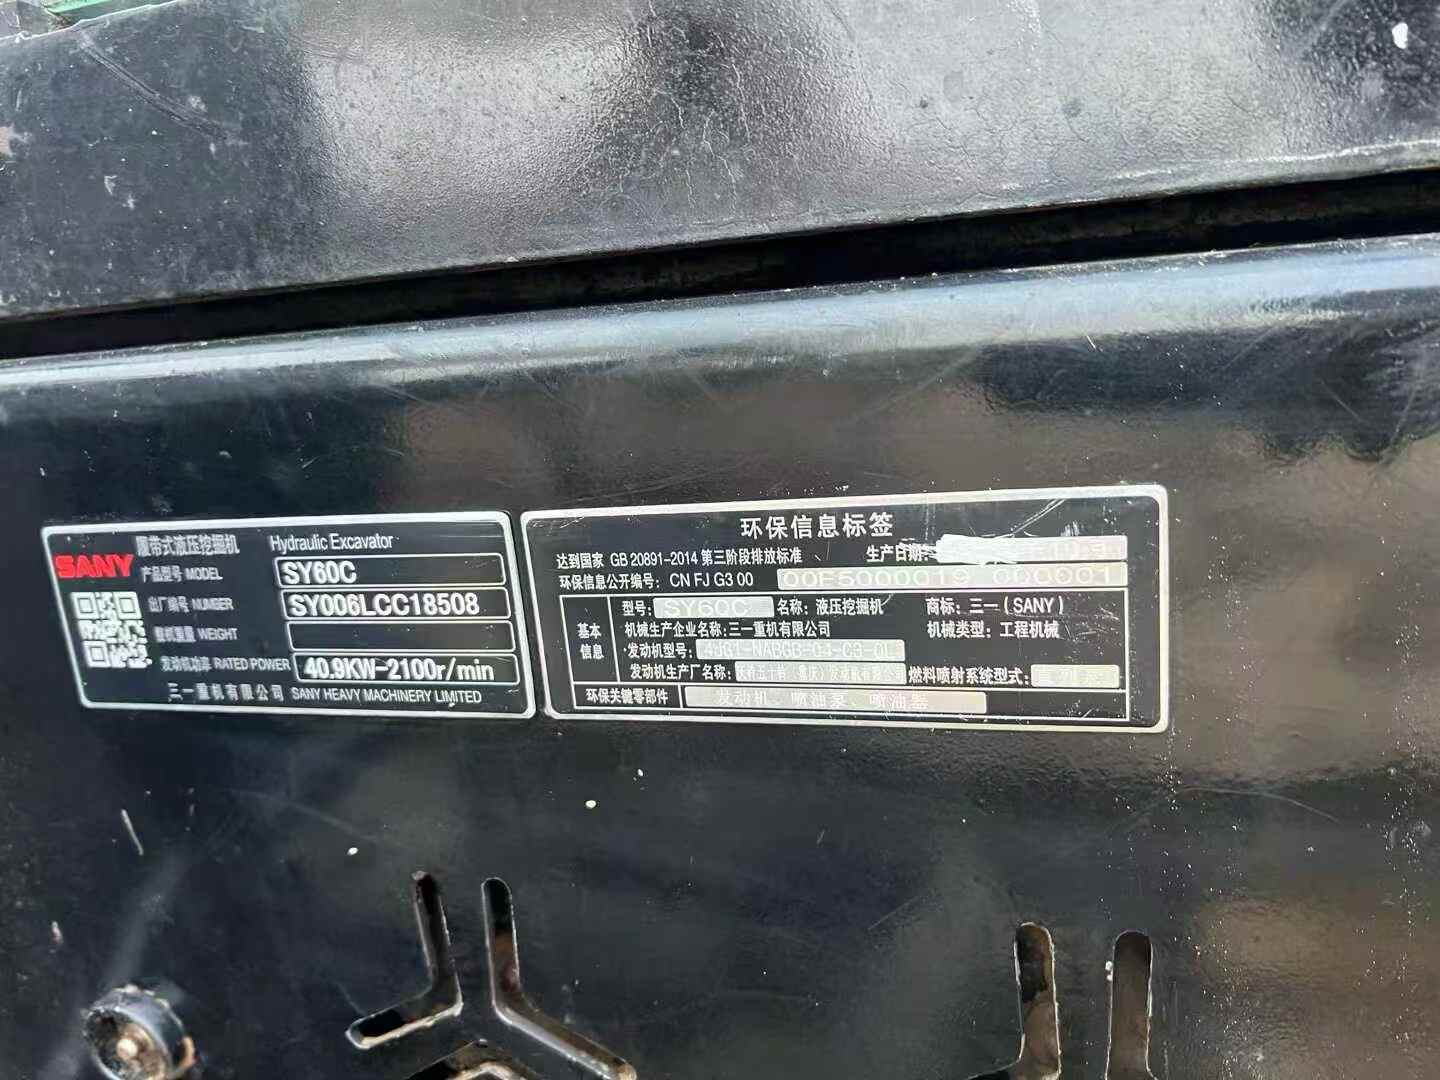 SANY 履带式液压挖掘机 Hydraulic Excavator
产品型号 MODEL SY60C
出厂编号 NUMBER SY006LCC18508
整机重量 WEIGHT
发动机功率 RATED POWER 40.9KW-2100r/min
三一重机有限公司 SANY HEAVY MACHINERY LIMITED
环保信息标签
达到国家 GB 20891-2014 第三阶段排放标准 生产日期:
环保信息公开编号: CN FJ G3 00 00F5000019 000001
基本信息
型号: SY60C 名称: 液压挖掘机 商标: 三一(SANY)
机械生产企业名称:三一重机有限公司 机械类型: 工程机械
发动机型号: 4JG1-NABGB-04-C3-0L
发动机生产厂名称: 燃料喷射系统型式:
环保关键零部件 发动机、喷油泵、喷油器